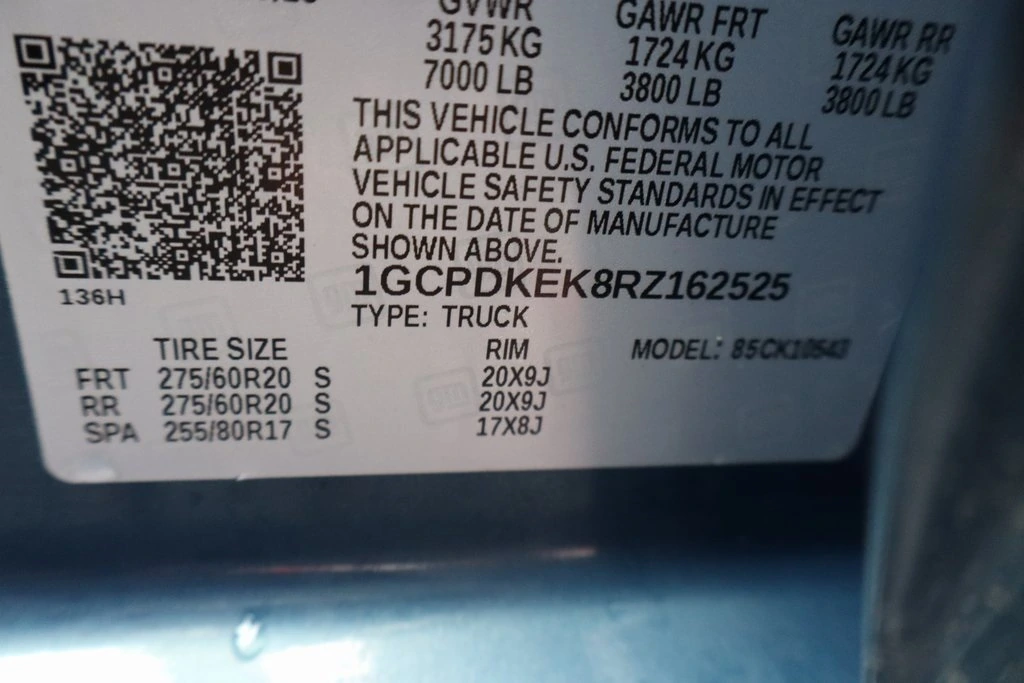 GVWR GAWR FRT GAWR RR
3175 KG 1724 KG 1724 KG
7000 LB 3800 LB 3800 LB
THIS VEHICLE CONFORMS TO ALL
APPLICABLE U.S. FEDERAL MOTOR
VEHICLE SAFETY STANDARDS IN EFFECT
ON THE DATE OF MANUFACTURE
SHOWN ABOVE.
1GCPDKEK8RZ162525
136H
TYPE: TRUCK
TIRE SIZE RIM MODEL: 85CK10543
FRT 275/60R20 S 20X9J
RR 275/60R20 S 20X9J
SPA 255/80R17 S 17X8J